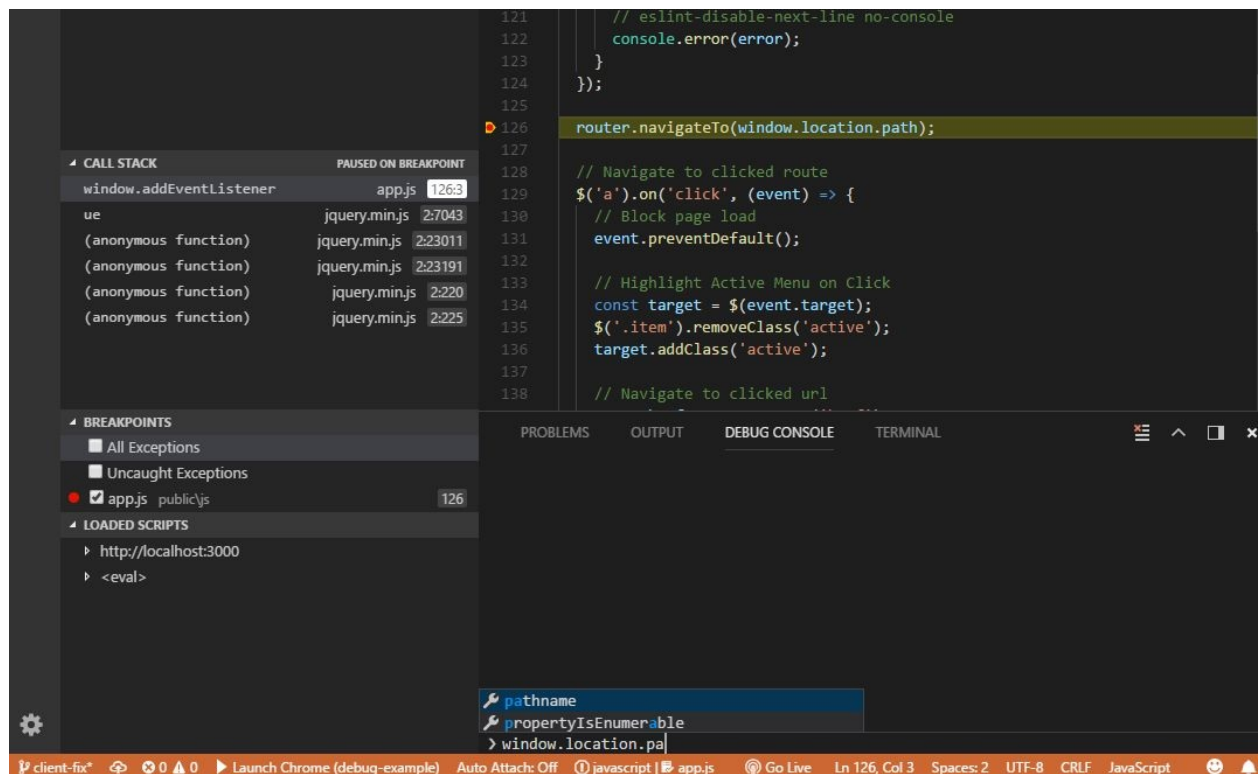 CALL STACK PAUSED ON BREAKPOINT
window.addEventListener app.js 126:3
ue jquery.min.js 2:7043
(anonymous function) jquery.min.js 2:23011
(anonymous function) jquery.min.js 2:23191
(anonymous function) jquery.min.js 2:220
(anonymous function) jquery.min.js 2:225
BREAKPOINTS
All Exceptions
Uncaught Exceptions
app.js public\js 126
LOADED SCRIPTS
http://localhost:3000
<eval>
121 // eslint-disable-next-line no-console
122 console.error(error);
123 }
124 });
125
126 router.navigateTo(window.location.path);
127
128 // Navigate to clicked route
129 $('a').on('click', (event) => {
130 // Block page load
131 event.preventDefault();
132
133 // Highlight Active Menu on Click
134 const target = $(event.target);
135 $('.item').removeClass('active');
136 target.addClass('active');
137
138 // Navigate to clicked url
PROBLEMS OUTPUT DEBUG CONSOLE TERMINAL
pathname
propertyIsEnumerable
window.location.pa
client-fix* 0 0 Launch Chrome (debug-example) Auto Attach: Off javascript | app.js Go Live Ln 126, Col 3 Spaces: 2 UTF-8 CRLF JavaScript